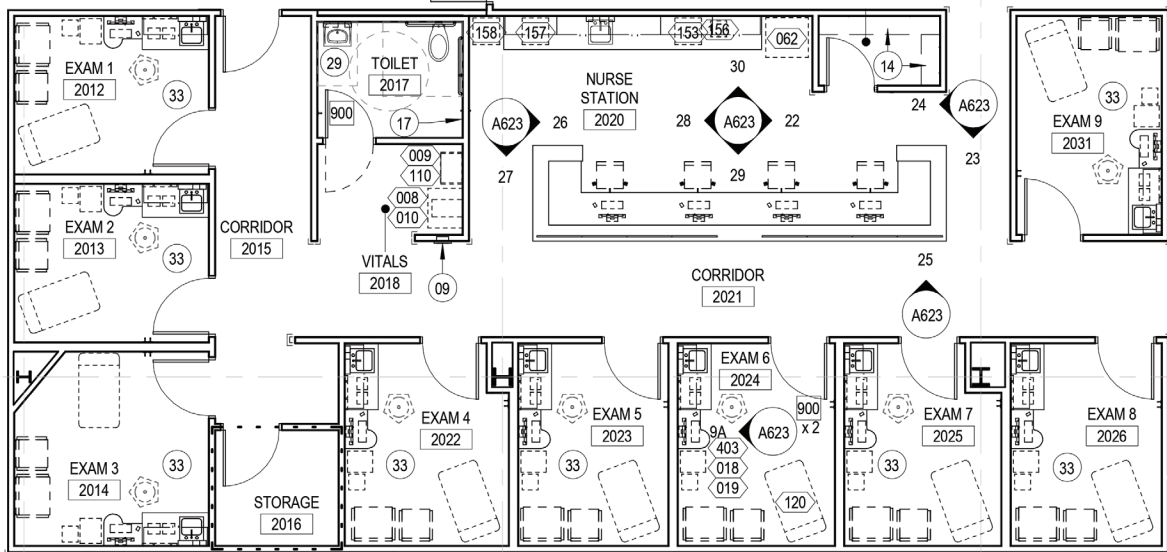 EXAM 1
2012
33
29
TOILET
2017
900
17
158
157
153
156
062
30
NURSE
STATION
2020
14
24
A623
23
33
EXAM 9
2031
A623
26
27
28
A623
22
29
009
110
008
010
EXAM 2
2013
33
CORRIDOR
2015
VITALS
2018
09
CORRIDOR
2021
25
A623
EXAM 3
2014
33
STORAGE
2016
EXAM 4
2022
33
EXAM 5
2023
33
EXAM 6
2024
900
x 2
9A
A623
403
018
019
120
EXAM 7
2025
33
EXAM 8
2026
33